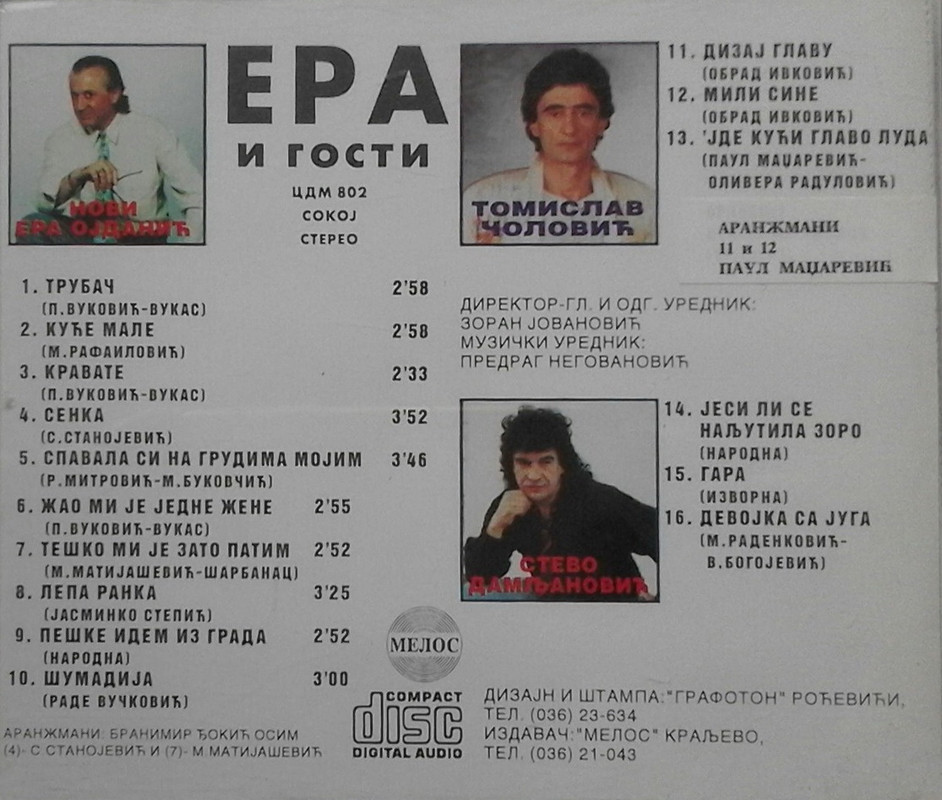 ЕРА
И ГОСТИ
ЦДМ 802
СОКОЈ
СТЕРЕО
НОВИ
ЕРА ОЈДАНИЋ
1. ТРУБАЧ 2'58
(П.ВУКОВИЋ-ВУКАС)
2. КУЋЕ МАЛЕ 2'58
(М.РАФАИЛОВИЋ)
3. КРАВАТЕ 2'33
(П.ВУКОВИЋ-ВУКАС)
4. СЕНКА 3'52
(С.СТАНОЈЕВИЋ)
5. СПАВАЛА СИ НА ГРУДИМА МОЈИМ 3'46
(Р.МИТРОВИЋ-М.БУКОВЧИЋ)
6. ЖАО МИ ЈЕ ЈЕДНЕ ЖЕНЕ 2'55
(П.ВУКОВИЋ-ВУКАС)
7. ТЕШКО МИ ЈЕ ЗАТО ПАТИМ 2'52
(М.МАТИЈАШЕВИЋ-ШАРБАНАЦ)
8. ЛЕПА РАНКА 3'25
(ЈАСМИНКО СТЕПИЋ)
9. ПЕШКЕ ИДЕМ ИЗ ГРАДА 2'52
(НАРОДНА)
10. ШУМАДИЈА 3'00
(РАДЕ ВУЧКОВИЋ)
АРАНЖМАНИ: БРАНИМИР ЂОКИЋ ОСИМ
(4)- С СТАНОЈЕВИЋ И (7)- М.МАТИЈАШЕВИЋ
ТОМИСЛАВ
ЧОЛОВИЋ
11. ДИЗАЈ ГЛАВУ
(ОБРАД ИВКОВИЋ)
12. МИЛИ СИНЕ
(ОБРАД ИВКОВИЋ)
13. 'ЈДЕ КУЋИ ГЛАВО ЛУДА
(ПАУЛ МАЏАРЕВИЋ-
ОЛИВЕРА РАДУЛОВИЋ)
АРАНЖМАНИ
11 и 12
ПАУЛ МАЏАРЕВИЋ
ДИРЕКТОР-ГЛ. И ОДГ. УРЕДНИК:
ЗОРАН ЈОВАНОВИЋ
МУЗИЧКИ УРЕДНИК:
ПРЕДРАГ НЕГОВАНОВИЋ
СТЕВО
ДАМЉАНОВИЋ
14. ЈЕСИ ЛИ СЕ
НАЉУТИЛА ЗОРО
(НАРОДНА)
15. ГАРА
(ИЗВОРНА)
16. ДЕВОЈКА СА ЈУГА
(М.РАДЕНКОВИЋ-
В.БОГОЈЕВИЋ)
МЕЛОС
COMPACT
disc
DIGITAL AUDIO
ДИЗАЈН И ШТАМПА:"ГРАФОТОН" РОЋЕВИЋИ,
ТЕЛ. (036) 23-634
ИЗДАВАЧ:"МЕЛОС" КРАЉЕВО,
ТЕЛ. (036) 21-043